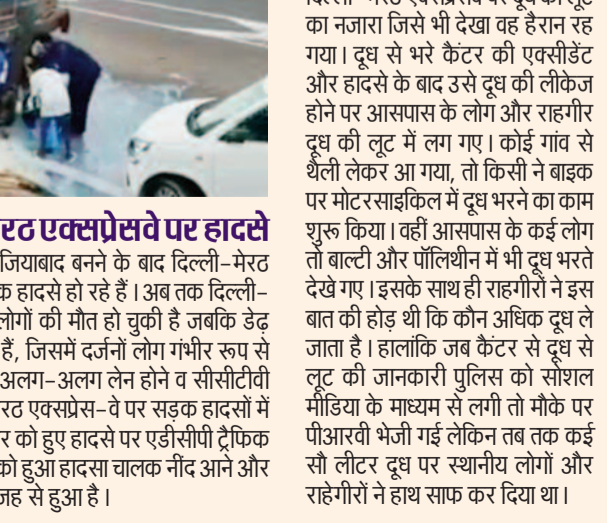 रठ एक्सप्रेसवे पर हादसे
जियाबाद बनने के बाद दिल्ली-मेरठ
क हादसे हो रहे हैं। अब तक दिल्ली-
लोगों की मौत हो चुकी है जबकि डेढ़
हैं, जिसमें दर्जनों लोग गंभीर रूप से
अलग-अलग लेन होने व सीसीटीवी
रठ एक्सप्रेस-वे पर सड़क हादसों में
र को हुए हादसे पर एडीसीपी ट्रैफिक
को हुआ हादसा चालक नींद आने और
जह से हुआ है।
का नजारा जिसे भी देखा वह हैरान रह
गया। दूध से भरे कैंटर की एक्सीडेंट
और हादसे के बाद उसे दूध की लीकेज
होने पर आसपास के लोग और राहगीर
दूध की लूट में लग गए। कोई गांव से
थैली लेकर आ गया, तो किसी ने बाइक
पर मोटरसाइकिल में दूध भरने का काम
शुरू किया। वहीं आसपास के कई लोग
तो बाल्टी और पॉलिथीन में भी दूध भरते
देखे गए। इसके साथ ही राहगीरों ने इस
बात की होड़ थी कि कौन अधिक दूध ले
जाता है। हालांकि जब कैंटर से दूध से
लूट की जानकारी पुलिस को सोशल
मीडिया के माध्यम से लगी तो मौके पर
पीआरवी भेजी गई लेकिन तब तक कई
सौ लीटर दूध पर स्थानीय लोगों और
राहेगीरों ने हाथ साफ कर दिया था।